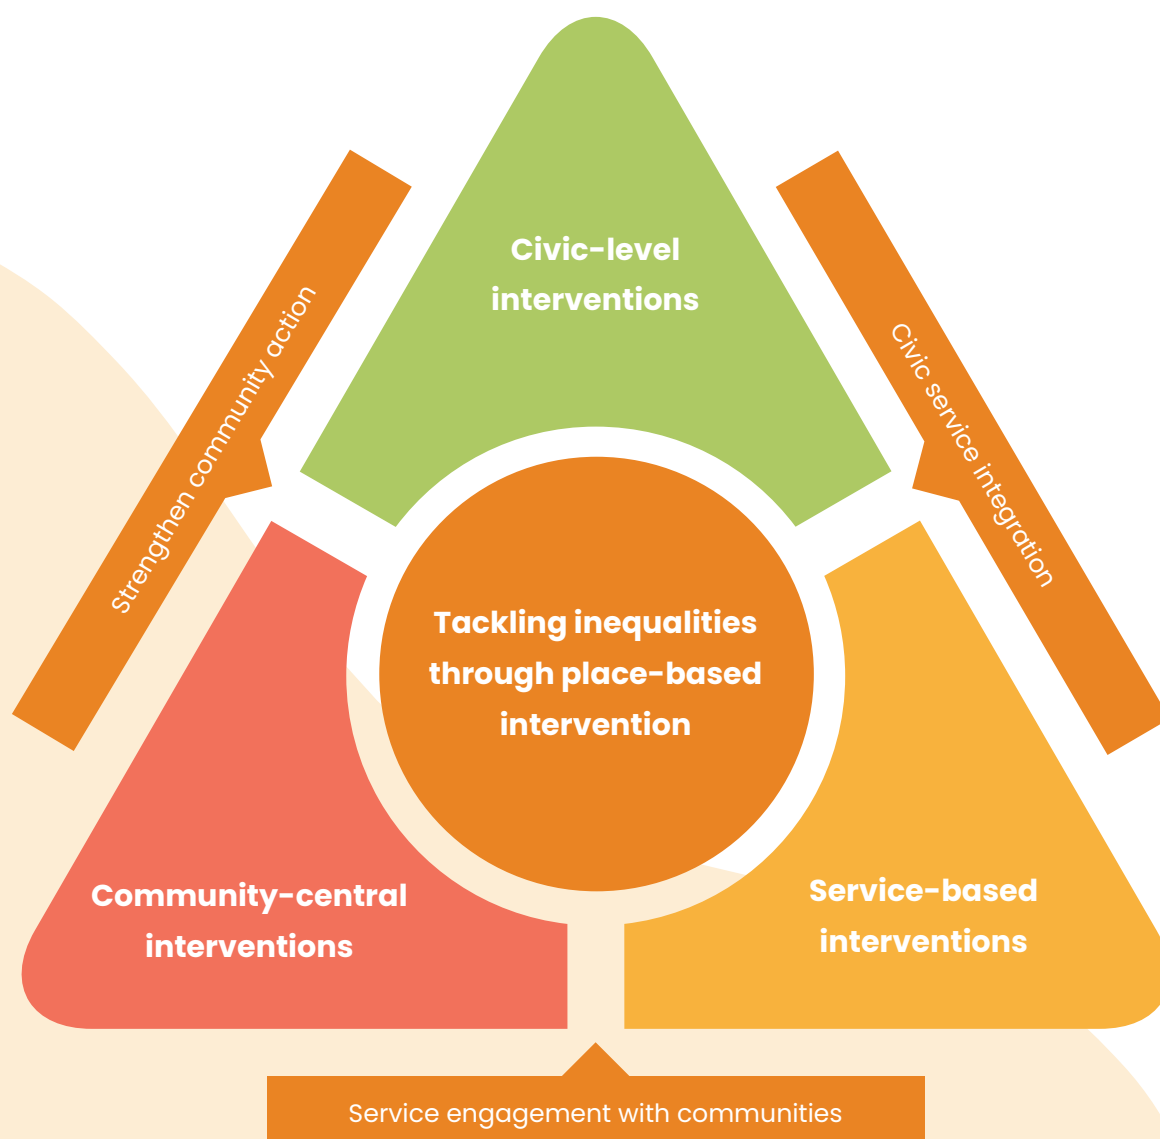 Civic-level
interventions
Strengthen community action
Civic service integration
Tackling inequalities
through place-based
intervention
Community-central
interventions
Service-based
interventions
Service engagement with communities